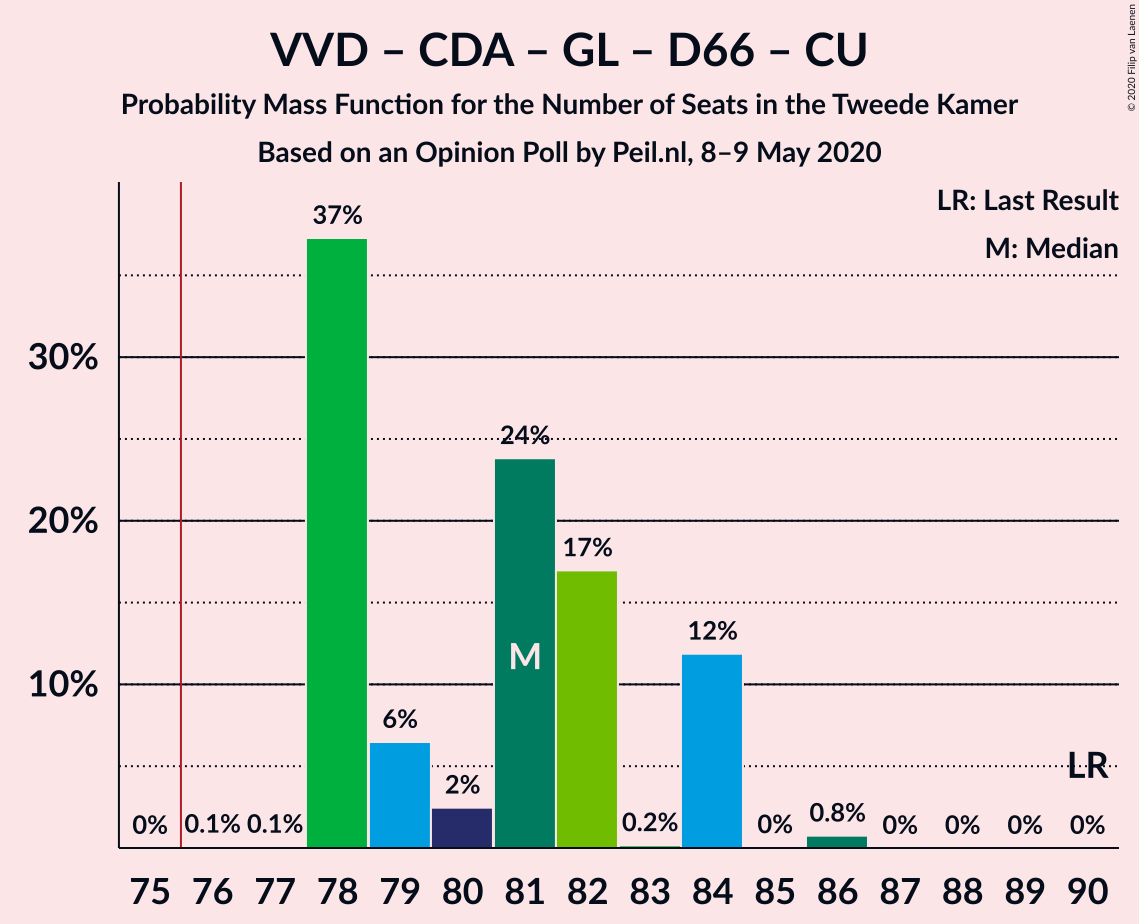 VVD – CDA – GL – D66 – CU
Probability Mass Function for the Number of Seats in the Tweede Kamer
Based on an Opinion Poll by Peil.nl, 8–9 May 2020
© 2020 Filip van Laenen
LR: Last Result
M: Median
37%
30%
24%
20%
17%
12%
M
10%
6%
LR
2%
0% 0.1% 0.1% 0.2% 0% 0.8% 0% 0% 0% 0%
75 76 77 78 79 80 81 82 83 84 85 86 87 88 89 90